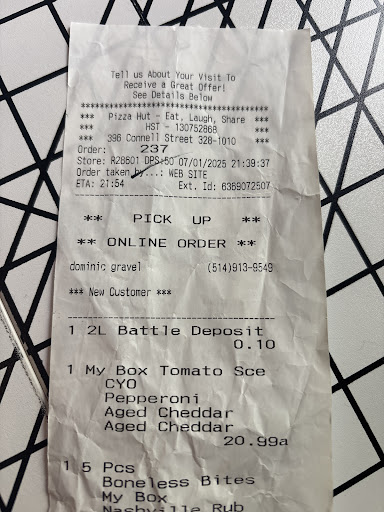 Tell us About Your Visit To
Receive a Great Offer!
See Details Below
****************************************
*** Pizza Hut - Eat, Laugh, Share ***
*** HST - 130752868 ***
*** 396 Connell Street 328-1010 ***
Order: 237
Store: R28601 DPS:50 07/01/2025 21:39:37
Order taken by...: WEB SITE
ETA: 21:54 Ext. Id: 6369072507
----------------------------------------
** PICK UP **
** ONLINE ORDER **
dominic gravel (514)913-9549
*** New Customer ***
----------------------------------------
1 2L Battle Deposit
0.10
1 My Box Tomato Sce
CYO
Pepperoni
Aged Cheddar
Aged Cheddar
20.99a
1 5 Pcs
Boneless Bites
My Box
Nashville Rub